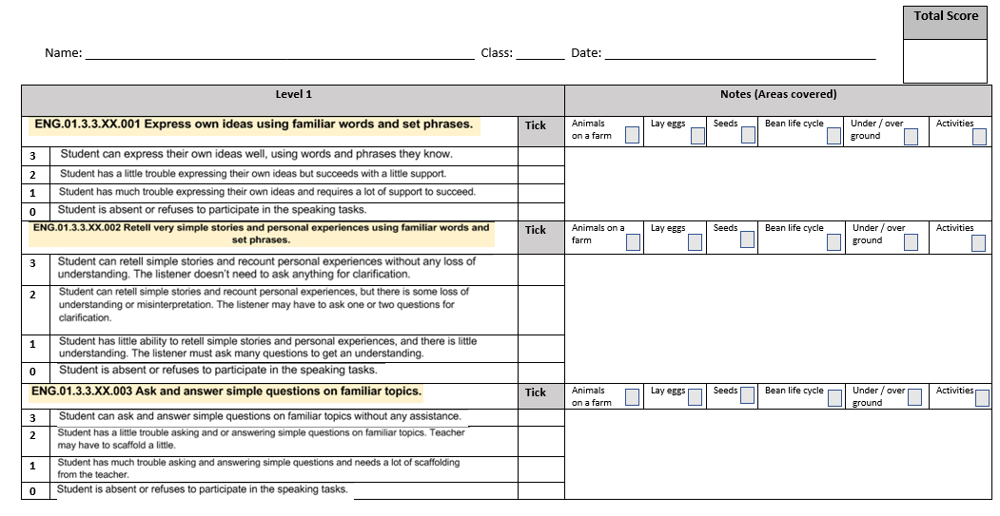 Total Score
Name: Class: Date:
Level 1 Notes (Areas covered)
ENG.01.3.3.XX.001 Express own ideas using familiar words and set phrases. Tick Animals on a farm Lay eggs Seeds Bean life cycle Under / over ground Activities
3 Student can express their own ideas well, using words and phrases they know.
2 Student has a little trouble expressing their own ideas but succeeds with a little support.
1 Student has much trouble expressing their own ideas and requires a lot of support to succeed.
0 Student is absent or refuses to participate in the speaking tasks.
ENG.01.3.3.XX.002 Retell very simple stories and personal experiences using familiar words and
set phrases.
Tick Animals on a farm Lay eggs Seeds Bean life cycle Under / over ground Activities
3 Student can retell simple stories and recount personal experiences without any loss of
understanding. The listener doesn't need to ask anything for clarification.
2 Student can retell simple stories and recount personal experiences, but there is some loss of
understanding or misinterpretation. The listener may have to ask one or two questions for
clarification.
1 Student has little ability to retell simple stories and personal experiences, and there is little
understanding. The listener must ask many questions to get an understanding.
0 Student is absent or refuses to participate in the speaking tasks.
ENG.01.3.3.XX.003 Ask and answer simple questions on familiar topics. Tick Animals on a farm Lay eggs Seeds Bean life cycle Under / over ground Activities
3 Student can ask and answer simple questions on familiar topics without any assistance.
2 Student has a little trouble asking and or answering simple questions on familiar topics. Teacher
may have to scaffold a little.
1 Student has much trouble asking and answering simple questions and needs a lot of scaffolding
from the teacher.
0 Student is absent or refuses to participate in the speaking tasks.